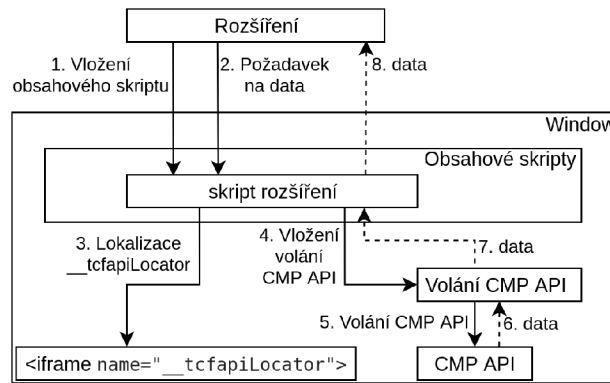 Rozšíření
1. Vložení
obsahového skriptu
2. Požadavek
na data
8. data
Window
Obsahové skripty
skript rozšíření
3. Lokalizace
__tcfapiLocator
4. Vložení
volání
CMP API
7. data
Volání CMP API
5. Volání CMP API
6. data
<iframe name="__tcfapiLocator">
CMP API